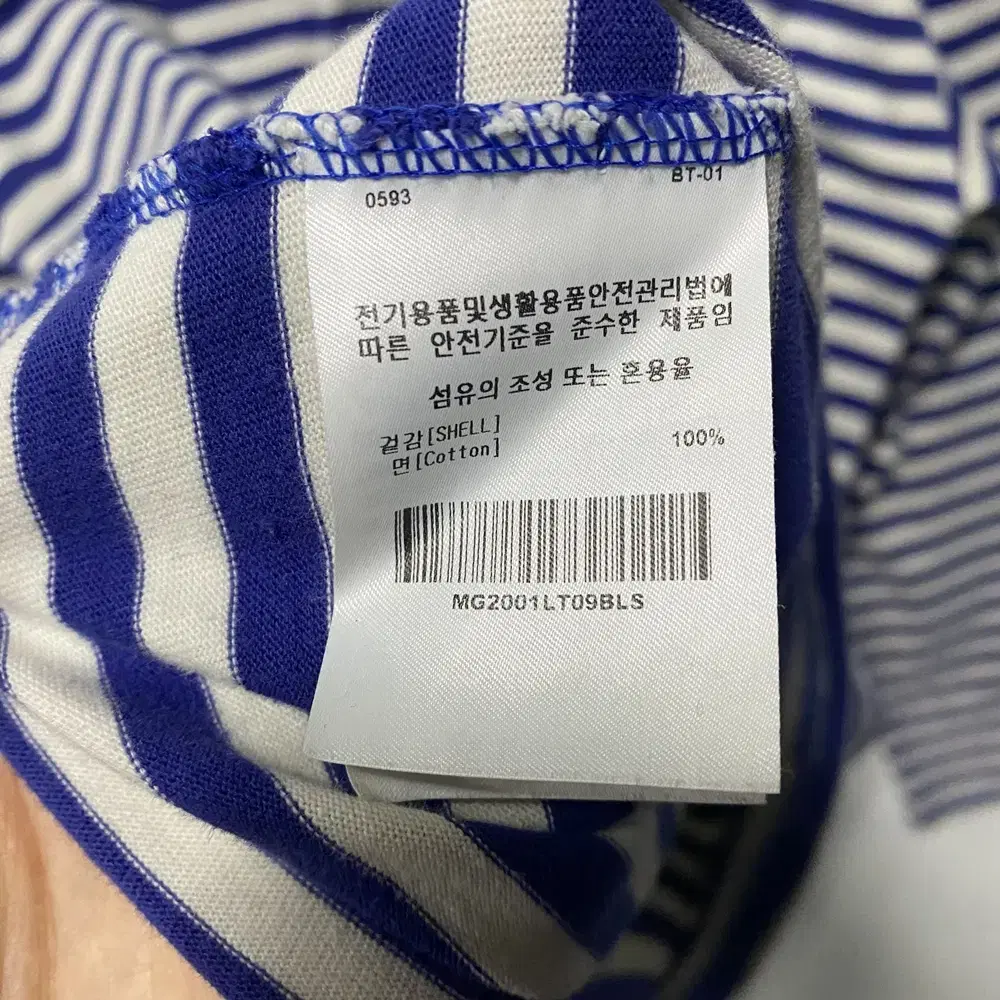 BT-01
0593
전기용품및생활용품안전관리법에
따른 안전기준을 준수한 제품임
섬유의 조성 또는 혼용율
겉감[SHELL]
면[Cotton] 100%
MG2001LT09BLS